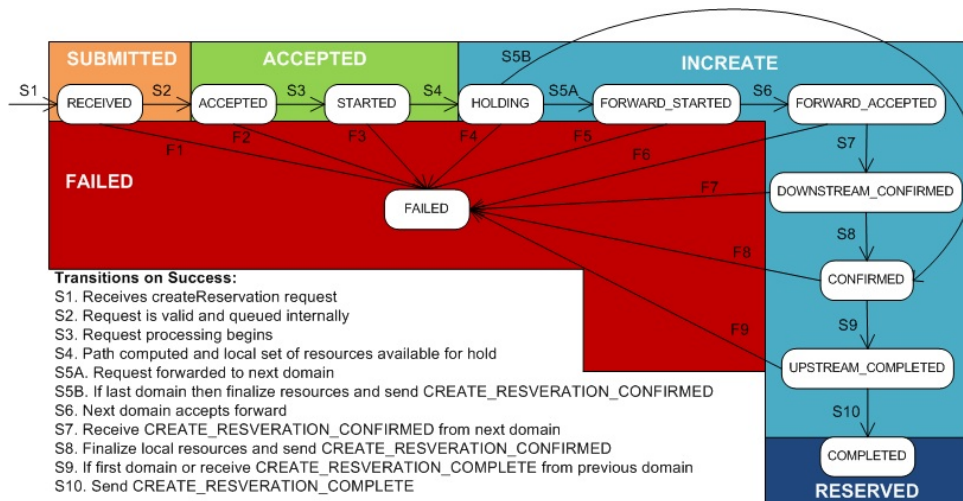 SUBMITTED
ACCEPTED
S5B
INCREATE
S1
RECEIVED
S2
ACCEPTED
S3
STARTED
S4
HOLDING
S5A
FORWARD_STARTED
S6
FORWARD_ACCEPTED
F1
F2
F3
F4
F5
F6
S7
FAILED
FAILED
F7
DOWNSTREAM_CONFIRMED
S8
F8
CONFIRMED
S9
F9
UPSTREAM_COMPLETED
S10
COMPLETED
RESERVED
Transitions on Success:
S1. Receives createReservation request
S2. Request is valid and queued internally
S3. Request processing begins
S4. Path computed and local set of resources available for hold
S5A. Request forwarded to next domain
S5B. If last domain then finalize resources and send CREATE_RESVERATION_CONFIRMED
S6. Next domain accepts forward
S7. Receive CREATE_RESVERATION_CONFIRMED from next domain
S8. Finalize local resources and send CREATE_RESVERATION_CONFIRMED
S9. If first domain or receive CREATE_RESVERATION_COMPLETE from previous domain
S10. Send CREATE_RESVERATION_COMPLETE